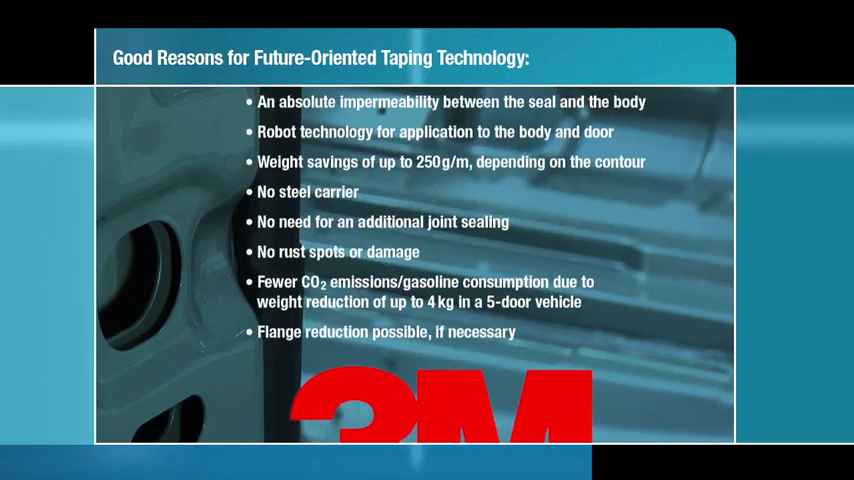 Good Reasons for Future-Oriented Taping Technology:
• An absolute impermeability between the seal and the body
• Robot technology for application to the body and door
• Weight savings of up to 250 g/m, depending on the contour
• No steel carrier
• No need for an additional joint sealing
• No rust spots or damage
• Fewer CO₂ emissions/gasoline consumption due to
weight reduction of up to 4 kg in a 5-door vehicle
• Flange reduction possible, if necessary
3M